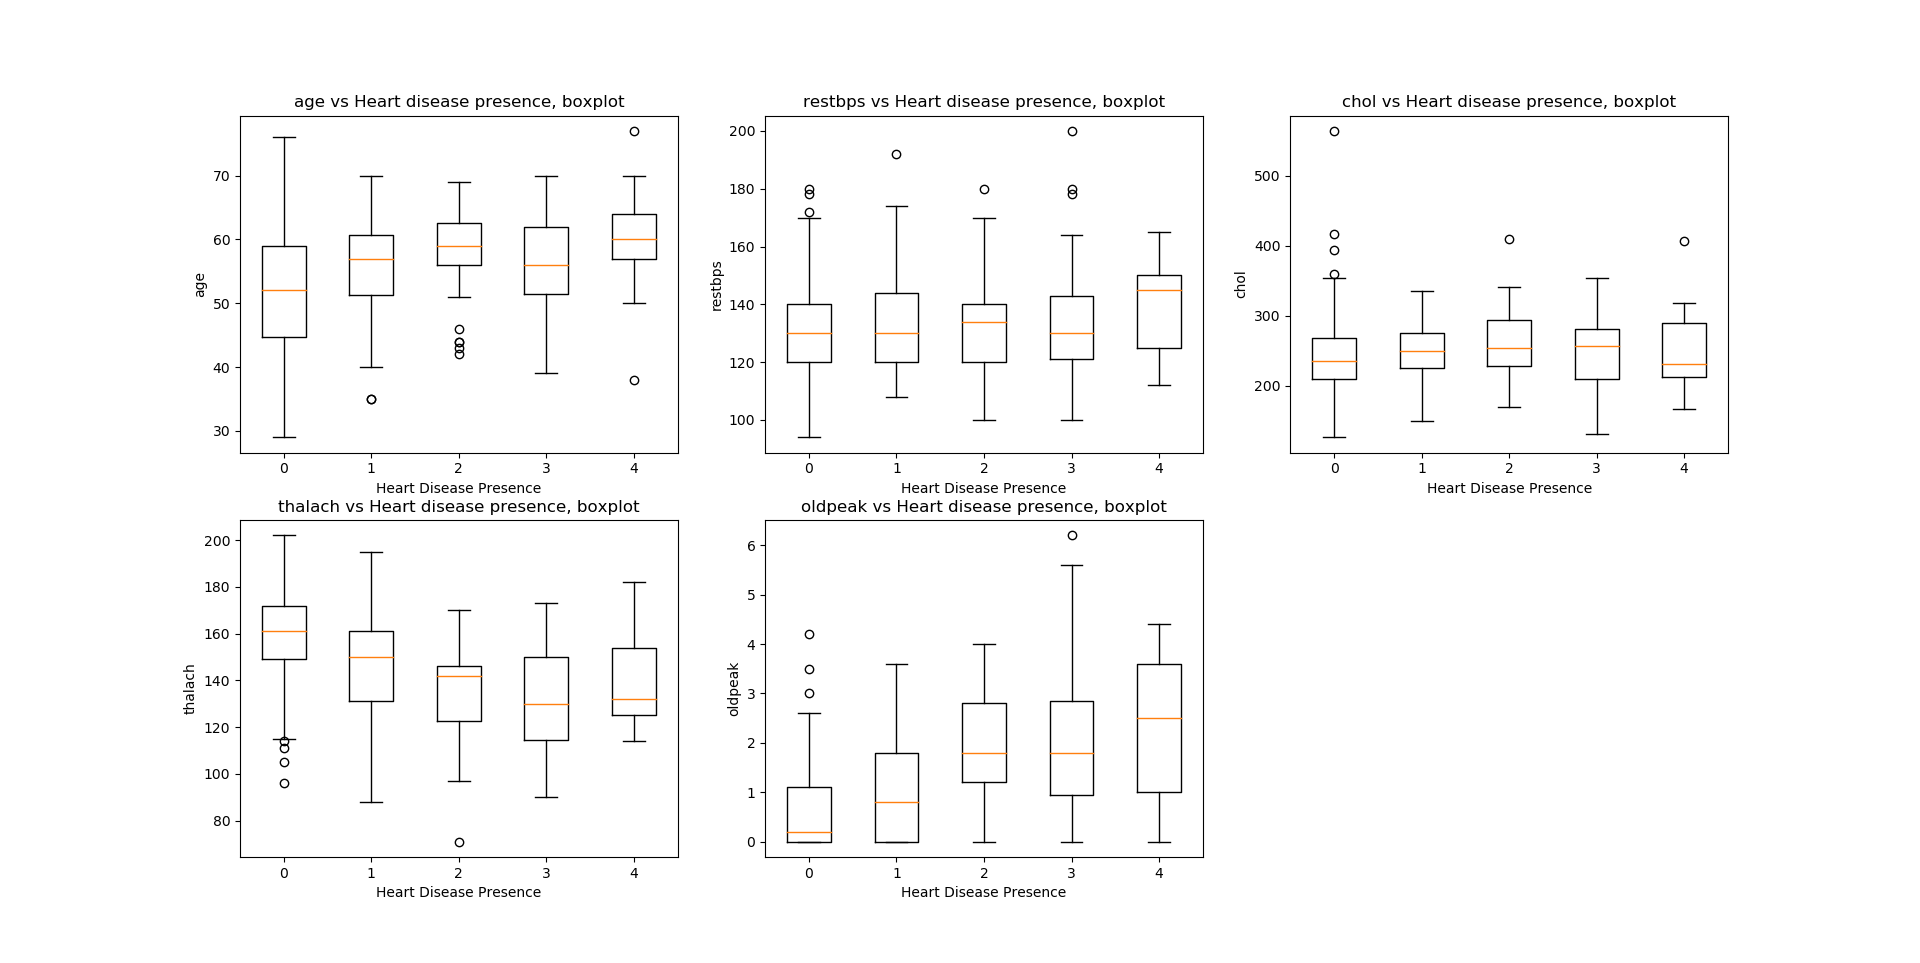 age vs Heart disease presence, boxplot
age
70
60
50
40
30
0 1 2 3 4
Heart Disease Presence
restbps vs Heart disease presence, boxplot
restbps
200
180
160
140
120
100
0 1 2 3 4
Heart Disease Presence
chol vs Heart disease presence, boxplot
chol
500
400
300
200
0 1 2 3 4
Heart Disease Presence
thalach vs Heart disease presence, boxplot
thalach
200
180
160
140
120
100
80
0 1 2 3 4
Heart Disease Presence
oldpeak vs Heart disease presence, boxplot
oldpeak
6
5
4
3
2
1
0
0 1 2 3 4
Heart Disease Presence